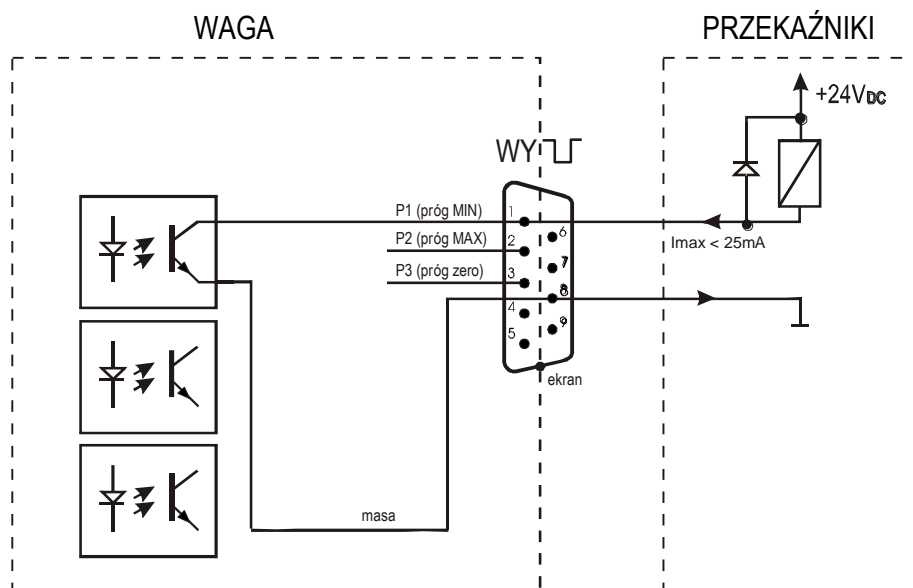 WAGA
PRZEKAŹNIKI
+24VDC
WY
P1 (próg MIN)
1
6
P2 (próg MAX)
2
Imax < 25mA
7
P3 (próg zero)
3
8
4
9
5
ekran
masa